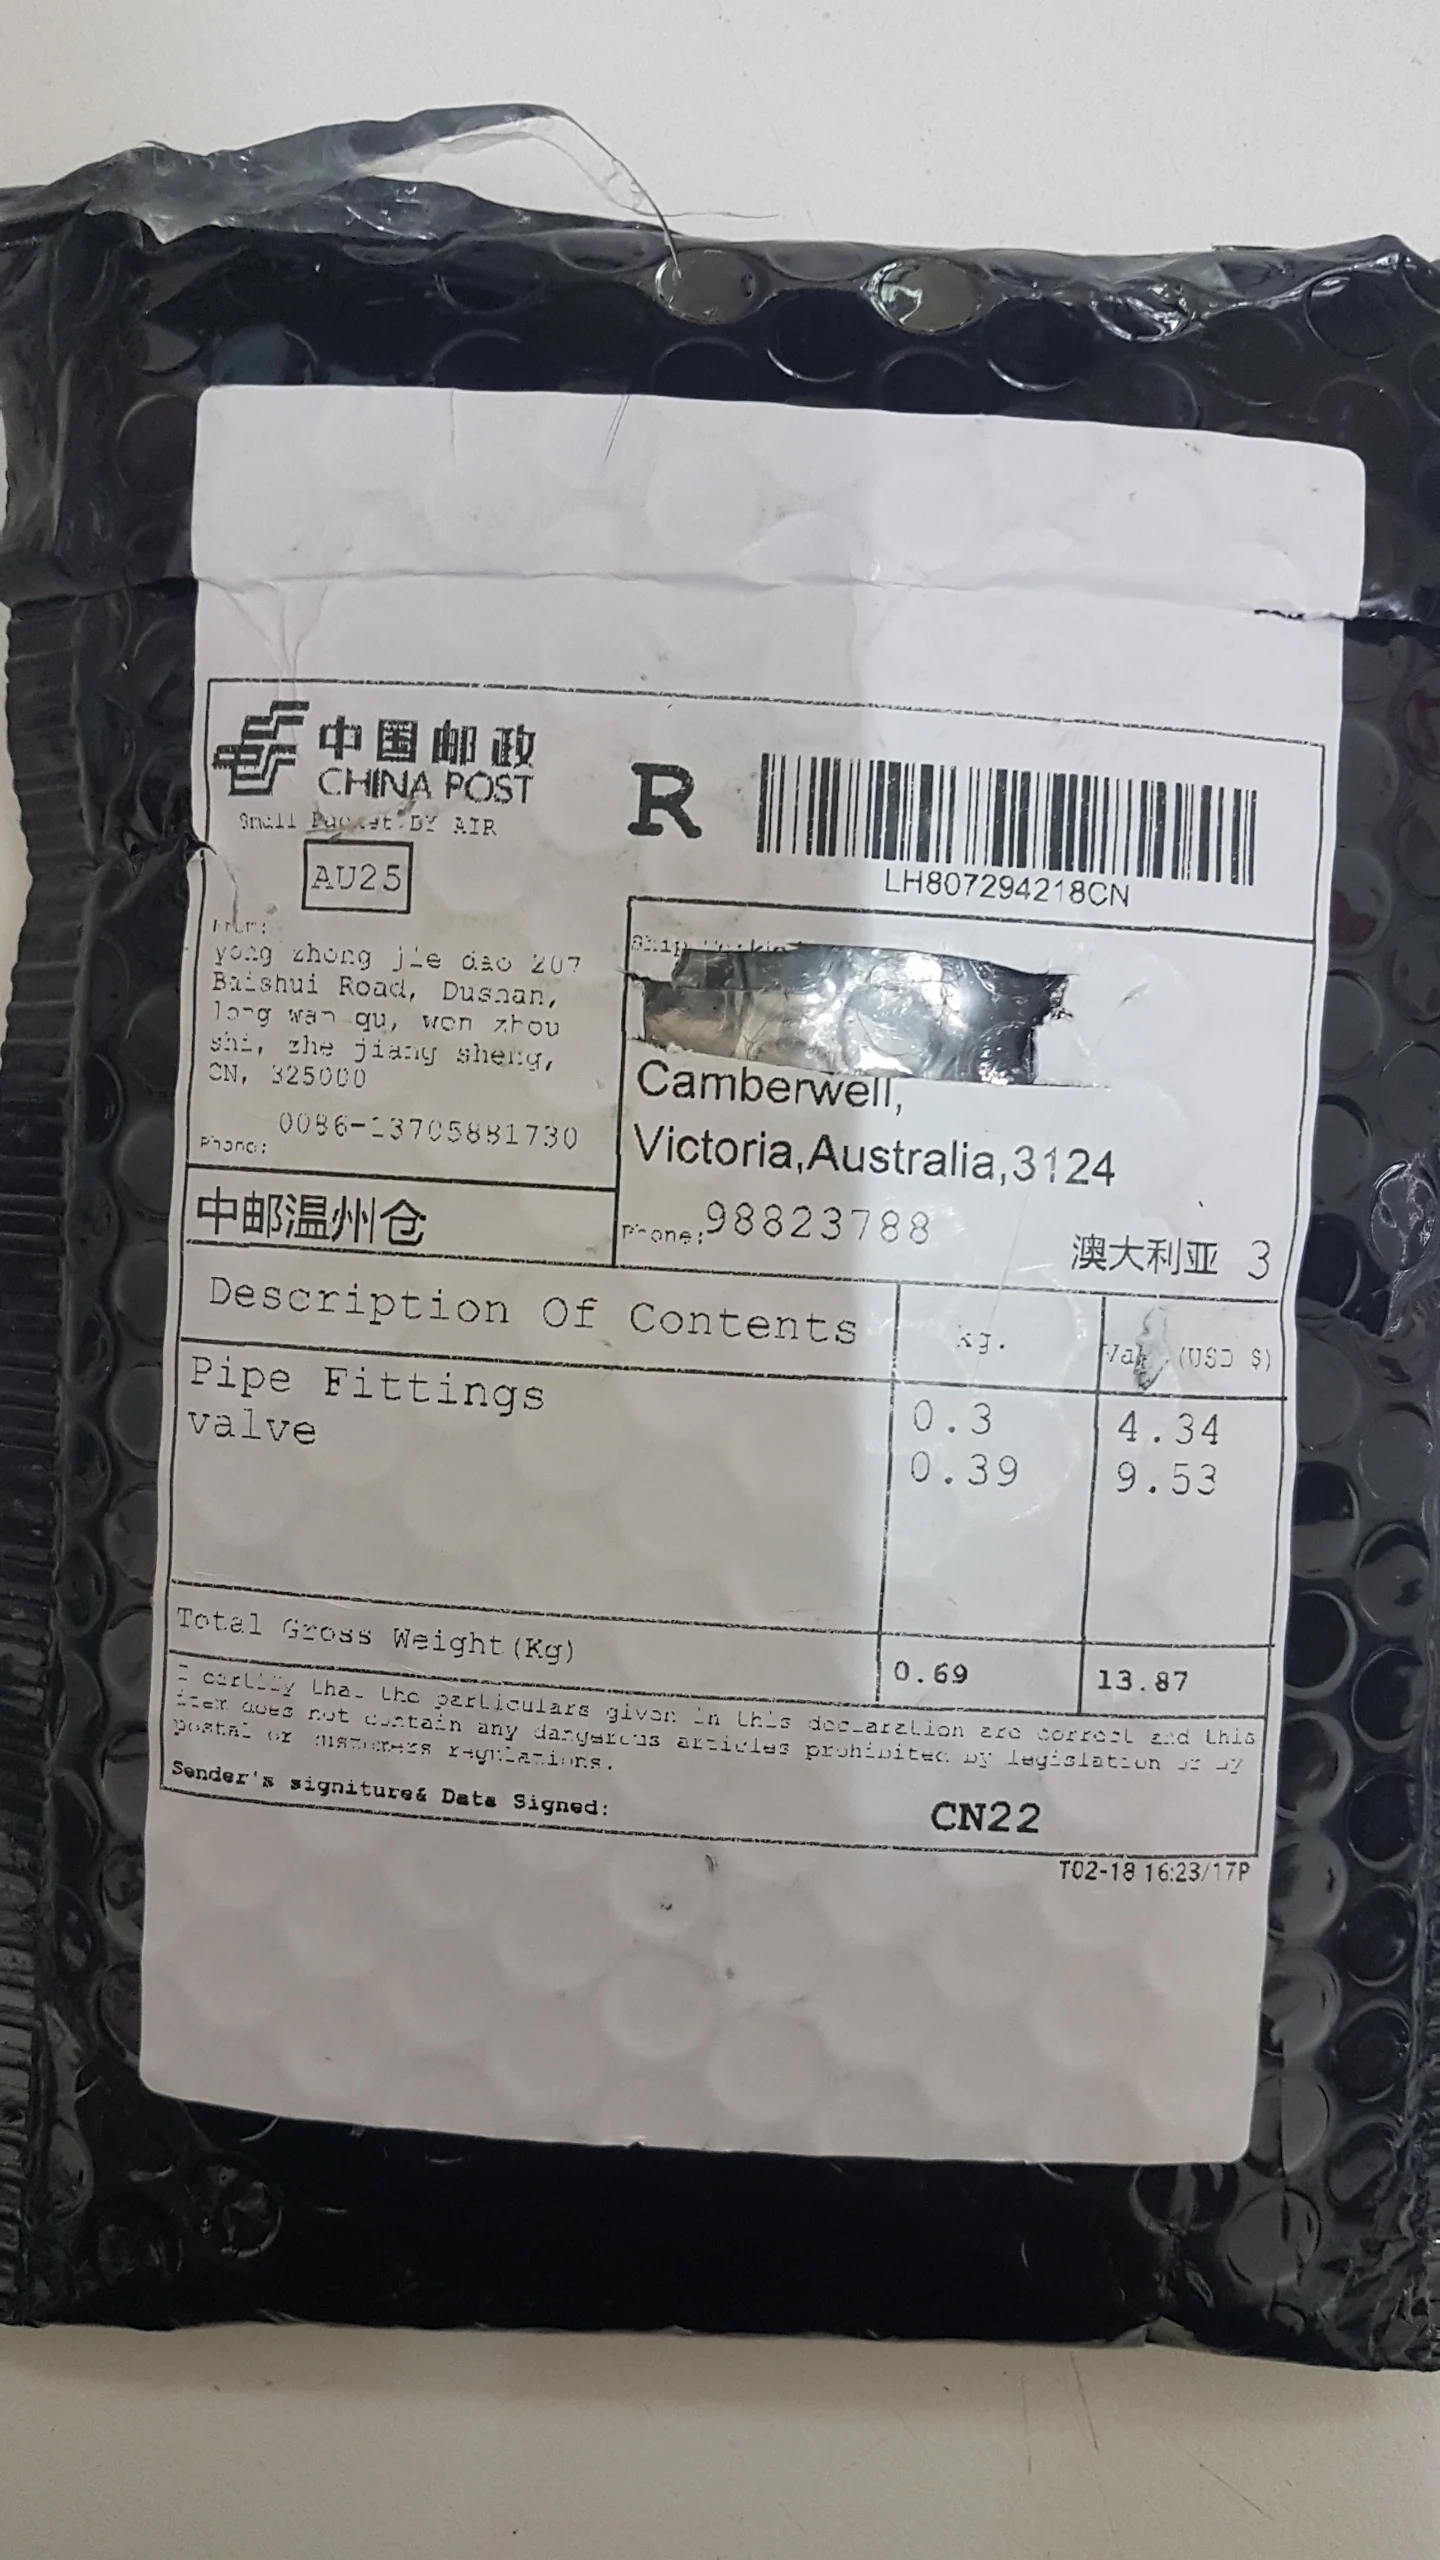 中国邮政
CHINA POST
Small Packet BY AIR
R
LH807294218CN
AU25
From:
yong zhong jie dao 207
Baishui Road, Dushan,
long wan qu, wen zhou
shi, zhe jiang sheng,
CN, 325000
Phone: 0086-13705881730
中邮温州仓
Ship
Camberwell,
Victoria,Australia,3124
Phone:98823788
澳大利亚 3
Description Of Contents kg. (USD $)
Pipe Fittings 0.3 4.34
valve 0.39 9.53
Total Gross Weight(Kg) 0.69 13.87
I certify that the particulars given in this declaration are correct and this
item does not contain any dangerous articles prohibited by legislation or by
postal or customers regulations.
Sender's signiture& Data Signed:
CN22
T02-18 16:23/17P